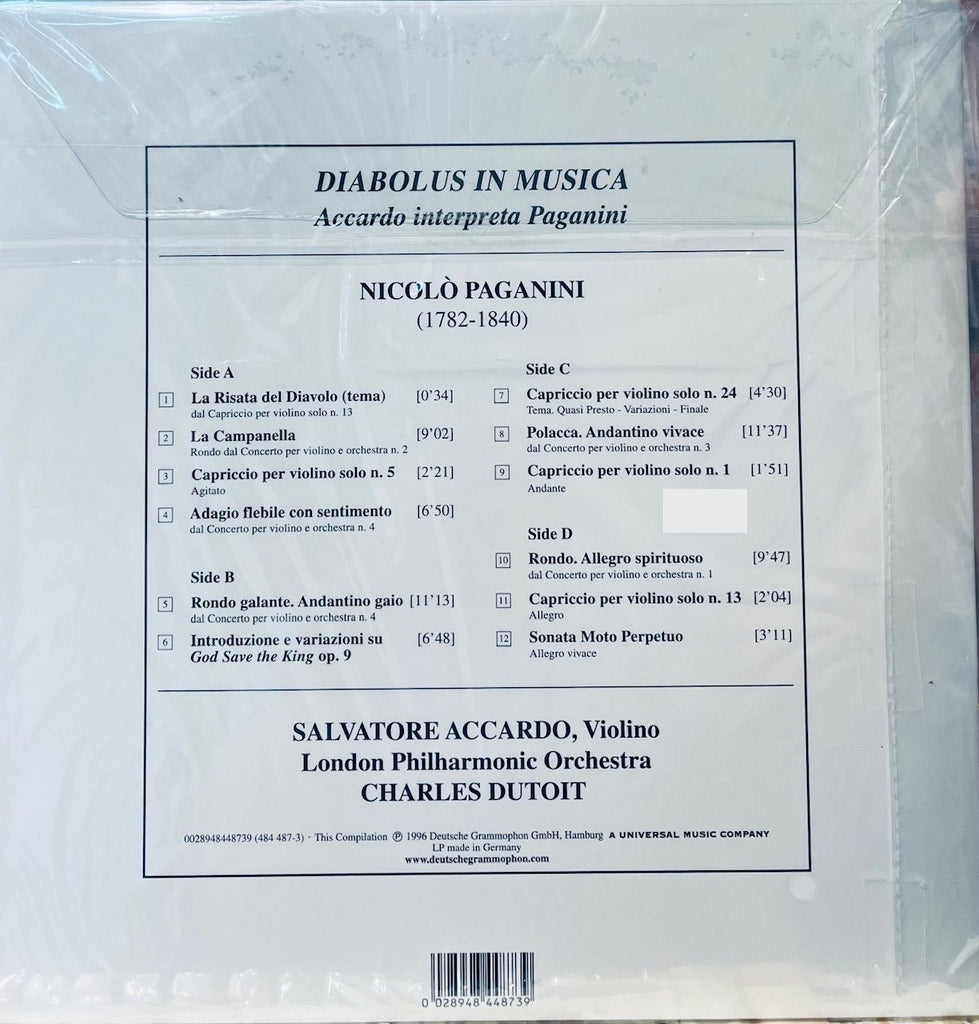 DIABOLUS IN MUSICA
Accardo interpreta Paganini
NICOLÒ PAGANINI
(1782-1840)
Side A
1 La Risata del Diavolo (tema) [0'34]
dal Capriccio per violino solo n. 13
2 La Campanella [9'02]
Rondo dal Concerto per violino e orchestra n. 2
3 Capriccio per violino solo n. 5 [2'21]
Agitato
4 Adagio flebile con sentimento [6'50]
dal Concerto per violino e orchestra n. 4
Side B
5 Rondo galante. Andantino gaio [11'13]
dal Concerto per violino e orchestra n. 4
6 Introduzione e variazioni su [6'48]
God Save the King op. 9
Side C
7 Capriccio per violino solo n. 24 [4'30]
Tema. Quasi Presto - Variazioni - Finale
8 Polacca. Andantino vivace [11'37]
dal Concerto per violino e orchestra n. 3
9 Capriccio per violino solo n. 1 [1'51]
Andante
Side D
10 Rondo. Allegro spirituoso [9'47]
dal Concerto per violino e orchestra n. 1
11 Capriccio per violino solo n. 13 [2'04]
Allegro
12 Sonata Moto Perpetuo [3'11]
Allegro vivace
SALVATORE ACCARDO, Violino
London Philharmonic Orchestra
CHARLES DUTOIT
0028948448739 (484 487-3) · This Compilation ℗ 1996 Deutsche Grammophon GmbH, Hamburg A UNIVERSAL MUSIC COMPANY
LP made in Germany
www.deutschegrammophon.com
0 028948 448739